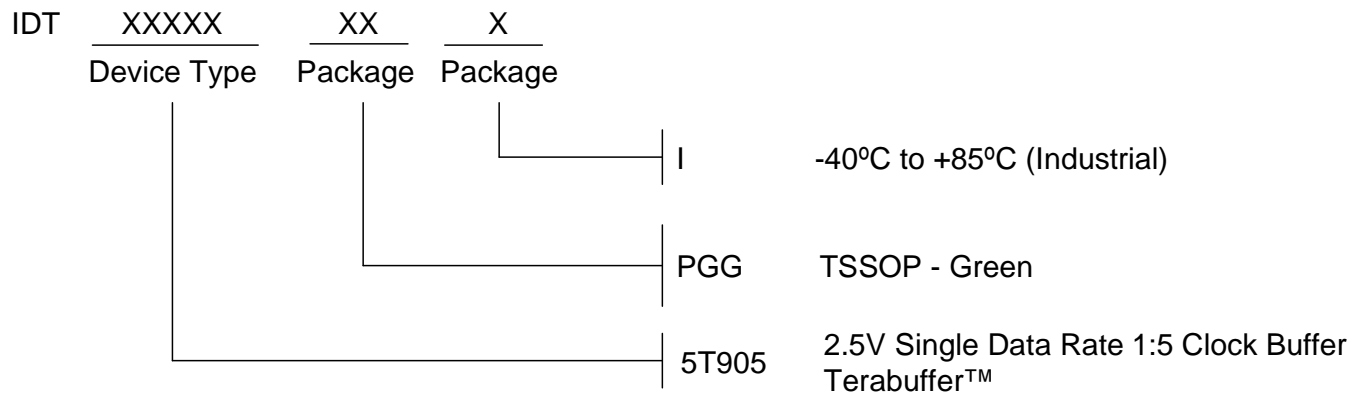 IDT XXXXX XX X
Device Type Package Package
I -40ºC to +85ºC (Industrial)
PGG TSSOP - Green
5T905 2.5V Single Data Rate 1:5 Clock Buffer
Terabuffer™